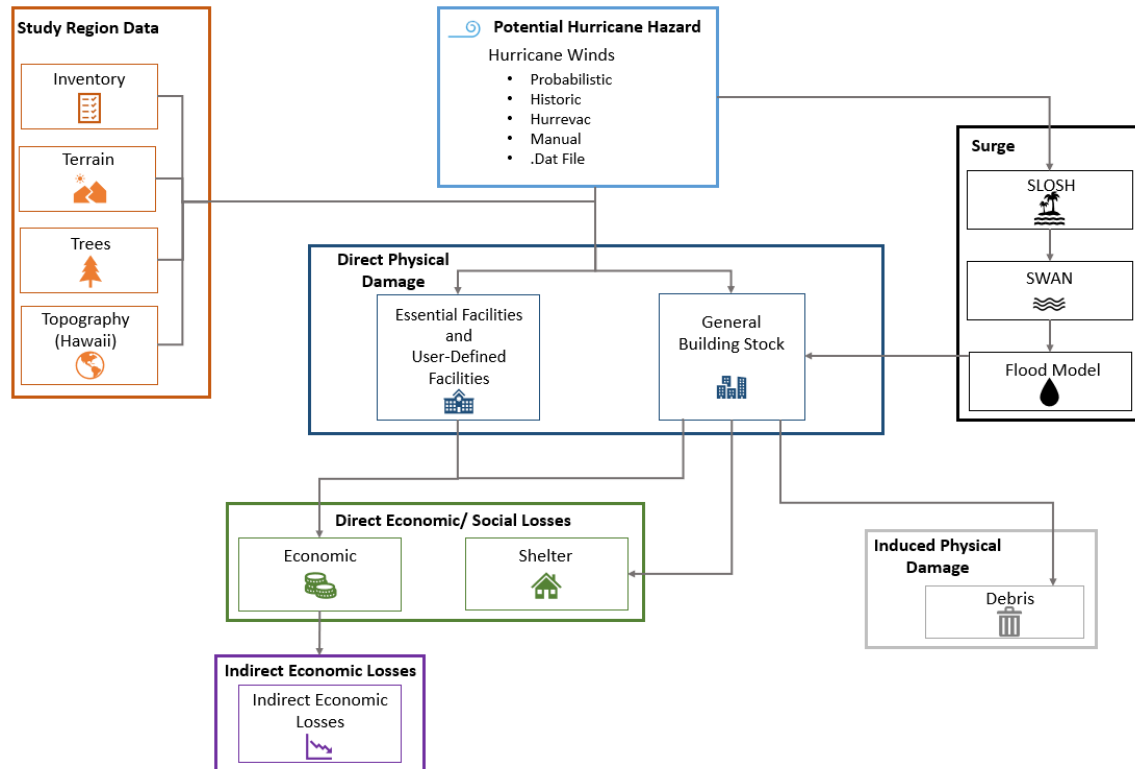 Study Region Data
Inventory
Terrain
Trees
Topography
(Hawaii)
Potential Hurricane Hazard
Hurricane Winds
• Probabilistic
• Historic
• Hurrevac
• Manual
• .Dat File
Surge
SLOSH
SWAN
Flood Model
Direct Physical
Damage
Essential Facilities
and
User-Defined
Facilities
General
Building Stock
Direct Economic/ Social Losses
Economic
Shelter
Induced Physical
Damage
Debris
Indirect Economic Losses
Indirect Economic
Losses